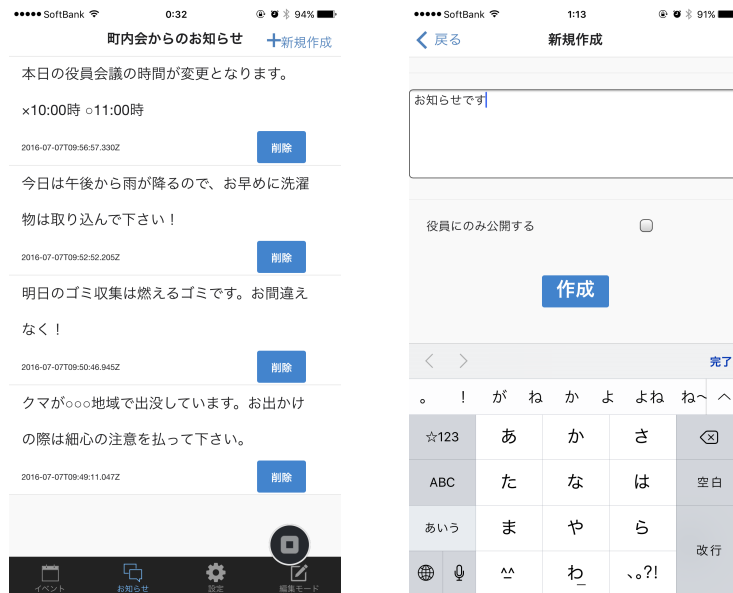 SoftBank 0:32 94%
町内会からのお知らせ
+新規作成
本日の役員会議の時間が変更となります。
×10:00時 ○11:00時
2016-07-07T09:56:57.330Z
削除
今日は午後から雨が降るので、お早めに洗濯
物は取り込んで下さい！
2016-07-07T09:52:52.205Z
削除
明日のゴミ収集は燃えるゴミです。お間違え
なく！
2016-07-07T09:50:46.945Z
削除
クマが○○○地域で出没しています。お出かけ
の際は細心の注意を払って下さい。
2016-07-07T09:49:11.047Z
削除
イベント お知らせ 設定 編集モード
SoftBank 1:13 91%
戻る 新規作成
お知らせです
役員にのみ公開する
作成
完了
。 ！ が ね か よ よね ね〜
☆123 あ か さ
ABC た な は 空白
あいう ま や ら
改行
^^ わ 、。?!